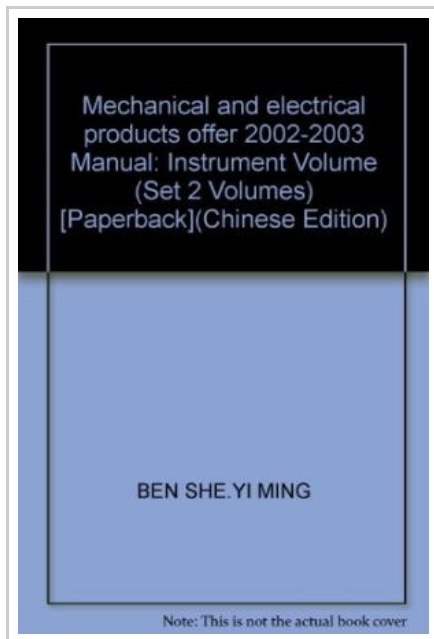 Mechanical and electrical
products offer 2002-2003
Manual: Instrument Volume
(Set 2 Volumes)
[Paperback](Chinese Edition)
BEN SHE.YI MING
Note: This is not the actual book cover